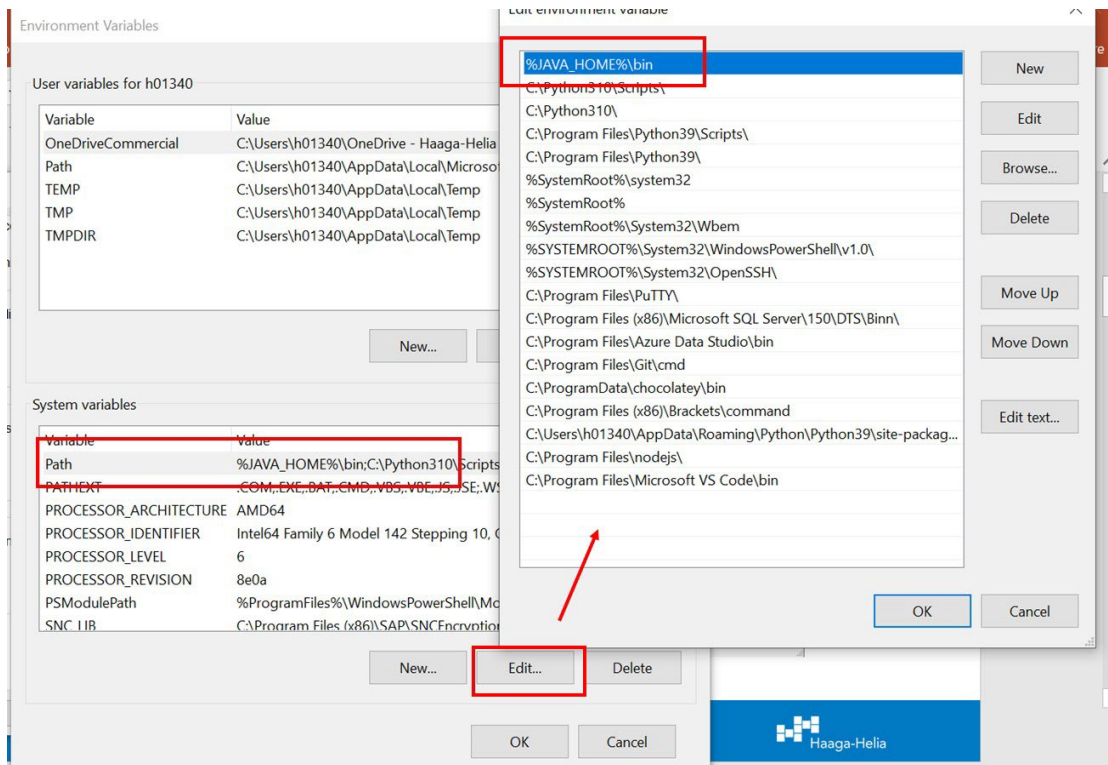 Environment Variables
User variables for h01340
Variable Value
OneDriveCommercial C:\Users\h01340\OneDrive - Haaga-Helia
Path C:\Users\h01340\AppData\Local\Microsof
TEMP C:\Users\h01340\AppData\Local\Temp
TMP C:\Users\h01340\AppData\Local\Temp
TMPDIR C:\Users\h01340\AppData\Local\Temp
New...
System variables
Variable Value
Path %JAVA_HOME%\bin;C:\Python310\Scripts
PATHEXT .COM;.EXE;.BAT;.CMD;.VBS;.VBE;.JS;.JSE;.WS
PROCESSOR_ARCHITECTURE AMD64
PROCESSOR_IDENTIFIER Intel64 Family 6 Model 142 Stepping 10,
PROCESSOR_LEVEL 6
PROCESSOR_REVISION 8e0a
PSModulePath %ProgramFiles%\WindowsPowerShell\Mo
SNC_LIB C:\Program Files (x86)\SAP\SNCEncryption
New... Edit... Delete
OK Cancel
Edit environment variable
%JAVA_HOME%\bin
C:\Python310\Scripts\
C:\Python310\
C:\Program Files\Python39\Scripts\
C:\Program Files\Python39\
%SystemRoot%\system32
%SystemRoot%
%SystemRoot%\System32\Wbem
%SYSTEMROOT%\System32\WindowsPowerShell\v1.0\
%SYSTEMROOT%\System32\OpenSSH\
C:\Program Files\PuTTY\
C:\Program Files (x86)\Microsoft SQL Server\150\DTS\Binn\
C:\Program Files\Azure Data Studio\bin
C:\Program Files\Git\cmd
C:\ProgramData\chocolatey\bin
C:\Program Files (x86)\Brackets\command
C:\Users\h01340\AppData\Roaming\Python\Python39\site-packag...
C:\Program Files\nodejs\
C:\Program Files\Microsoft VS Code\bin
New
Edit
Browse...
Delete
Move Up
Move Down
Edit text...
OK Cancel
Haaga-Helia